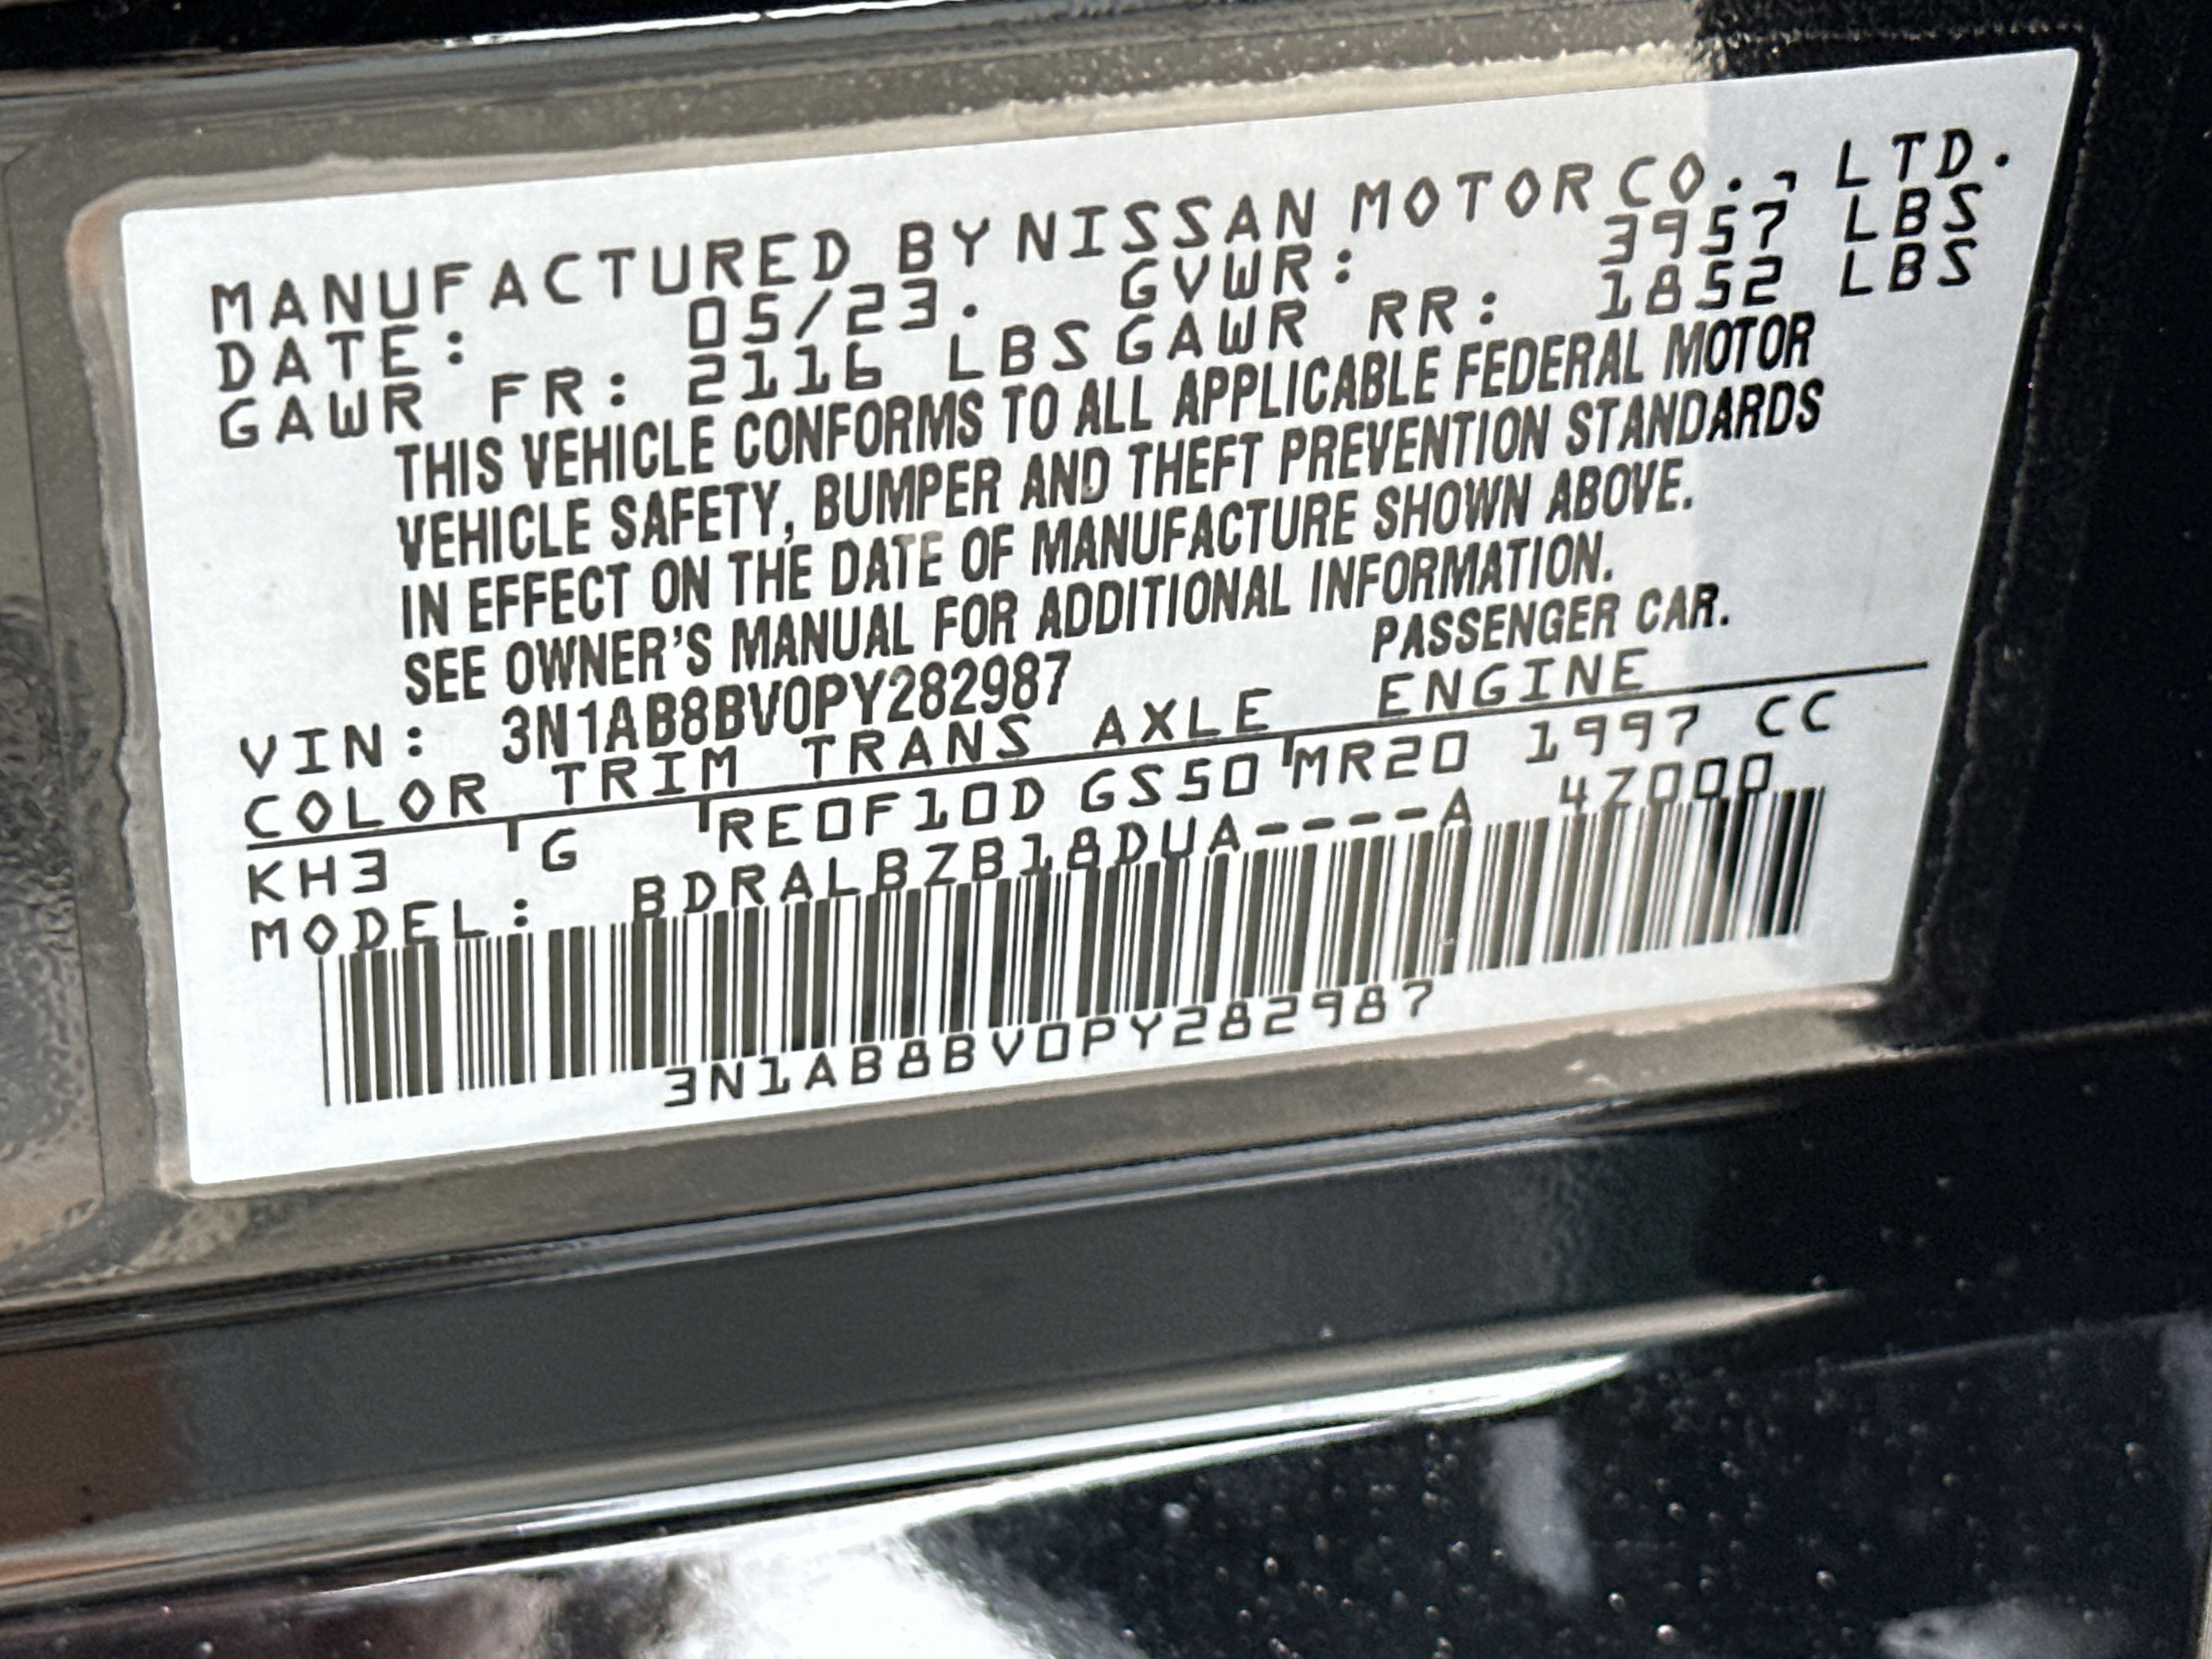 MANUFACTURED BY NISSAN MOTOR CO., LTD.
DATE: 05/23. GVWR: 3957 LBS
GAWR FR: 2116 LBS GAWR RR: 1852 LBS
THIS VEHICLE CONFORMS TO ALL APPLICABLE FEDERAL MOTOR
VEHICLE SAFETY, BUMPER AND THEFT PREVENTION STANDARDS
IN EFFECT ON THE DATE OF MANUFACTURE SHOWN ABOVE.
SEE OWNER'S MANUAL FOR ADDITIONAL INFORMATION.
VIN: 3N1AB8BV0PY282987 PASSENGER CAR.
COLOR TRIM TRANS AXLE ENGINE
KH3 G RE0F10D GS50 MR20 1997 CC
MODEL: BDRALBZB18DUA----A 4Z000
3N1AB8BV0PY282987